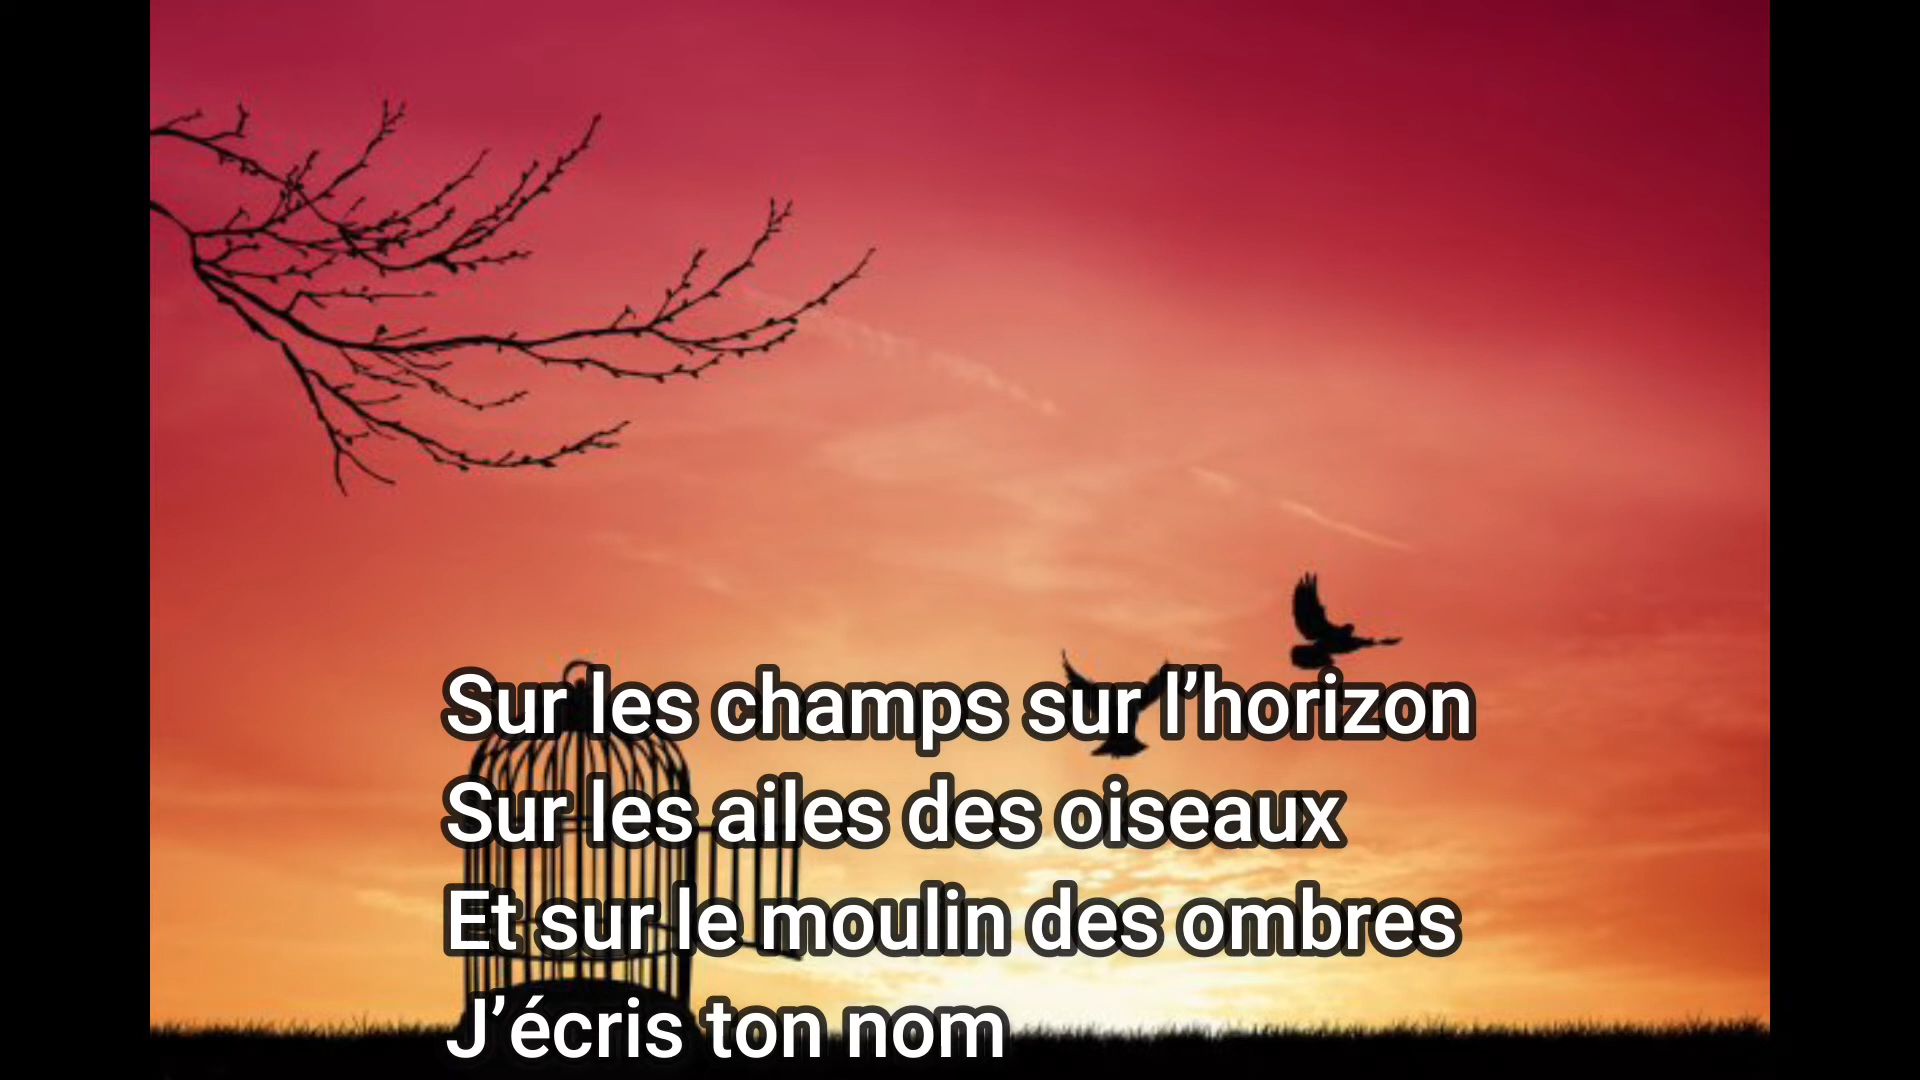 Sur les champs sur l’horizon
Sur les ailes des oiseaux
Et sur le moulin des ombres
J’écris ton nom